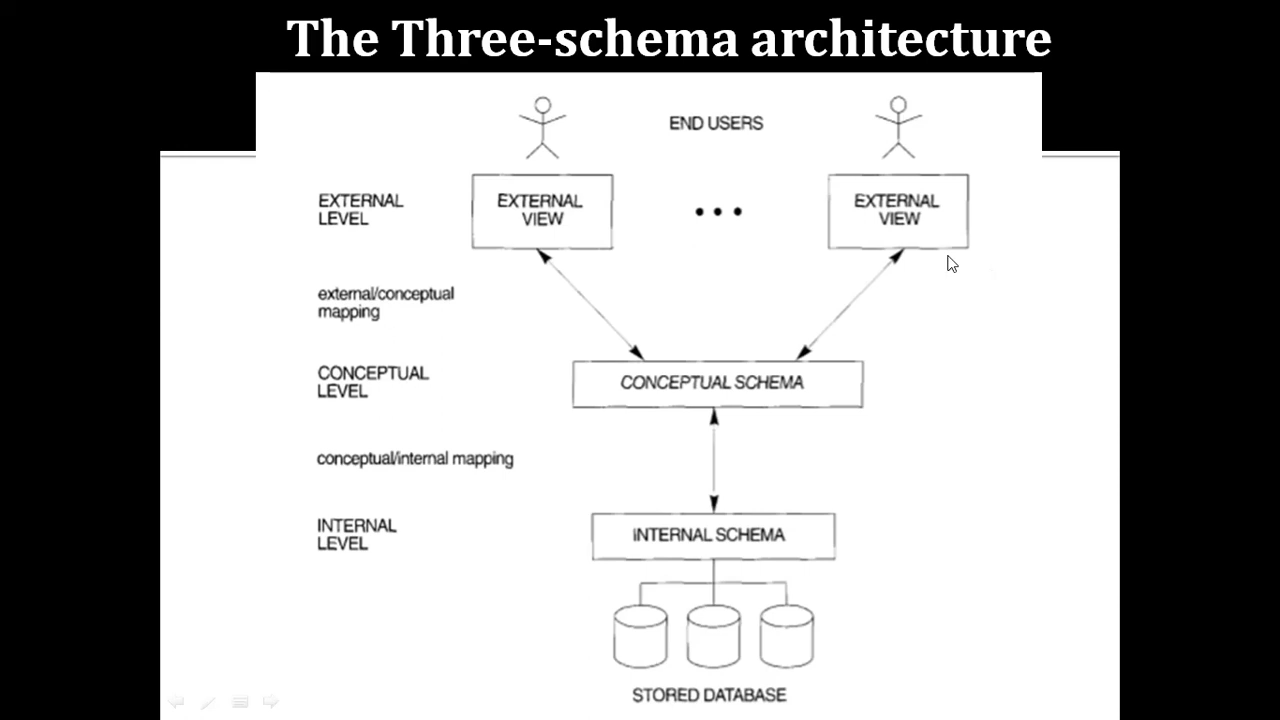 The Three-schema architecture
END USERS
EXTERNAL
LEVEL
EXTERNAL
VIEW
• • •
EXTERNAL
VIEW
external/conceptual
mapping
CONCEPTUAL
LEVEL
CONCEPTUAL SCHEMA
conceptual/internal mapping
INTERNAL
LEVEL
INTERNAL SCHEMA
STORED DATABASE